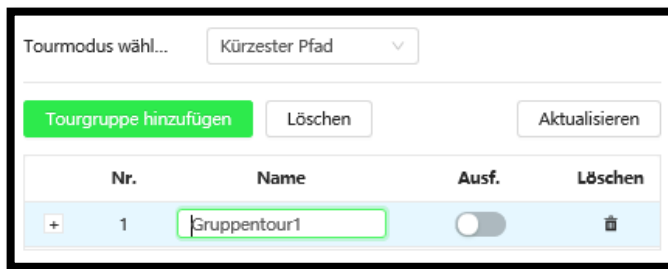 Tourmodus wähl... Kürzester Pfad
Tourgruppe hinzufügen Löschen Aktualisieren
Nr. Name Ausf. Löschen
+ 1 Gruppentour1